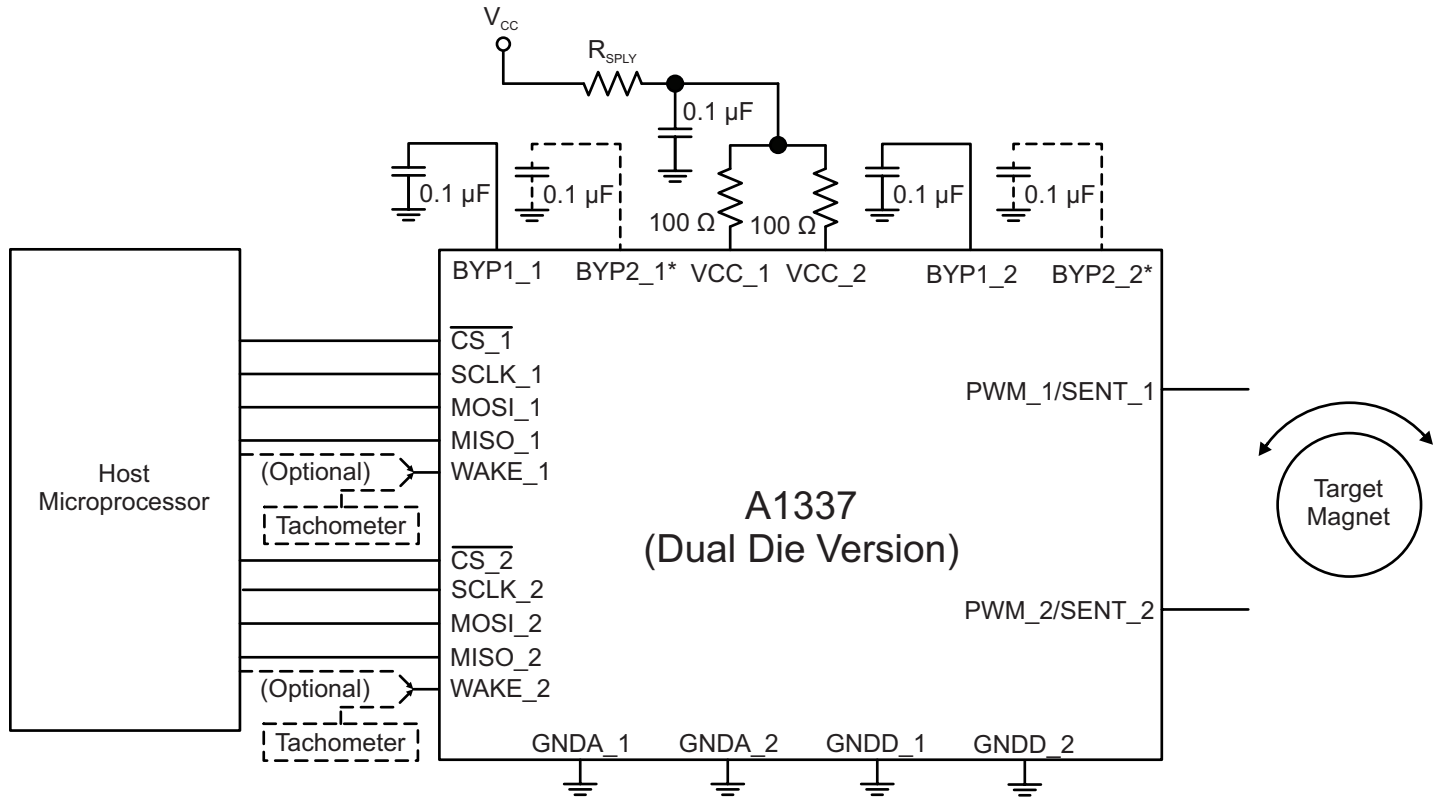 VCC
RSPLY
0.1 µF
0.1 µF
0.1 µF
0.1 µF
0.1 µF
100 Ω
100 Ω
BYP1_1
BYP2_1*
VCC_1
VCC_2
BYP1_2
BYP2_2*
Host
Microprocessor
CS_1
SCLK_1
MOSI_1
MISO_1
(Optional)
WAKE_1
Tachometer
CS_2
SCLK_2
MOSI_2
MISO_2
(Optional)
WAKE_2
Tachometer
A1337
(Dual Die Version)
PWM_1/SENT_1
PWM_2/SENT_2
Target
Magnet
GNDA_1
GNDA_2
GNDD_1
GNDD_2